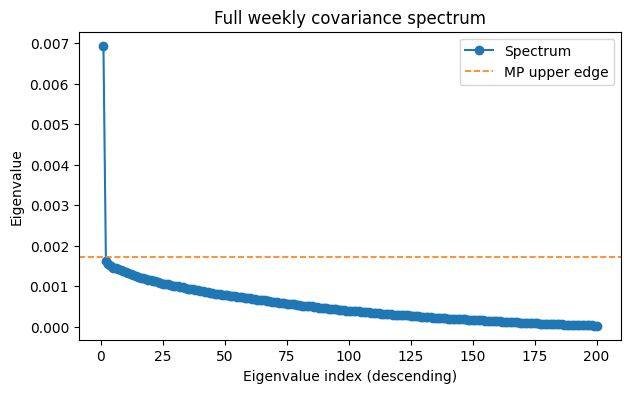 Full weekly covariance spectrum
Spectrum
MP upper edge
0.007
0.006
0.005
0.004
0.003
0.002
0.001
0.000
Eigenvalue
0 25 50 75 100 125 150 175 200
Eigenvalue index (descending)